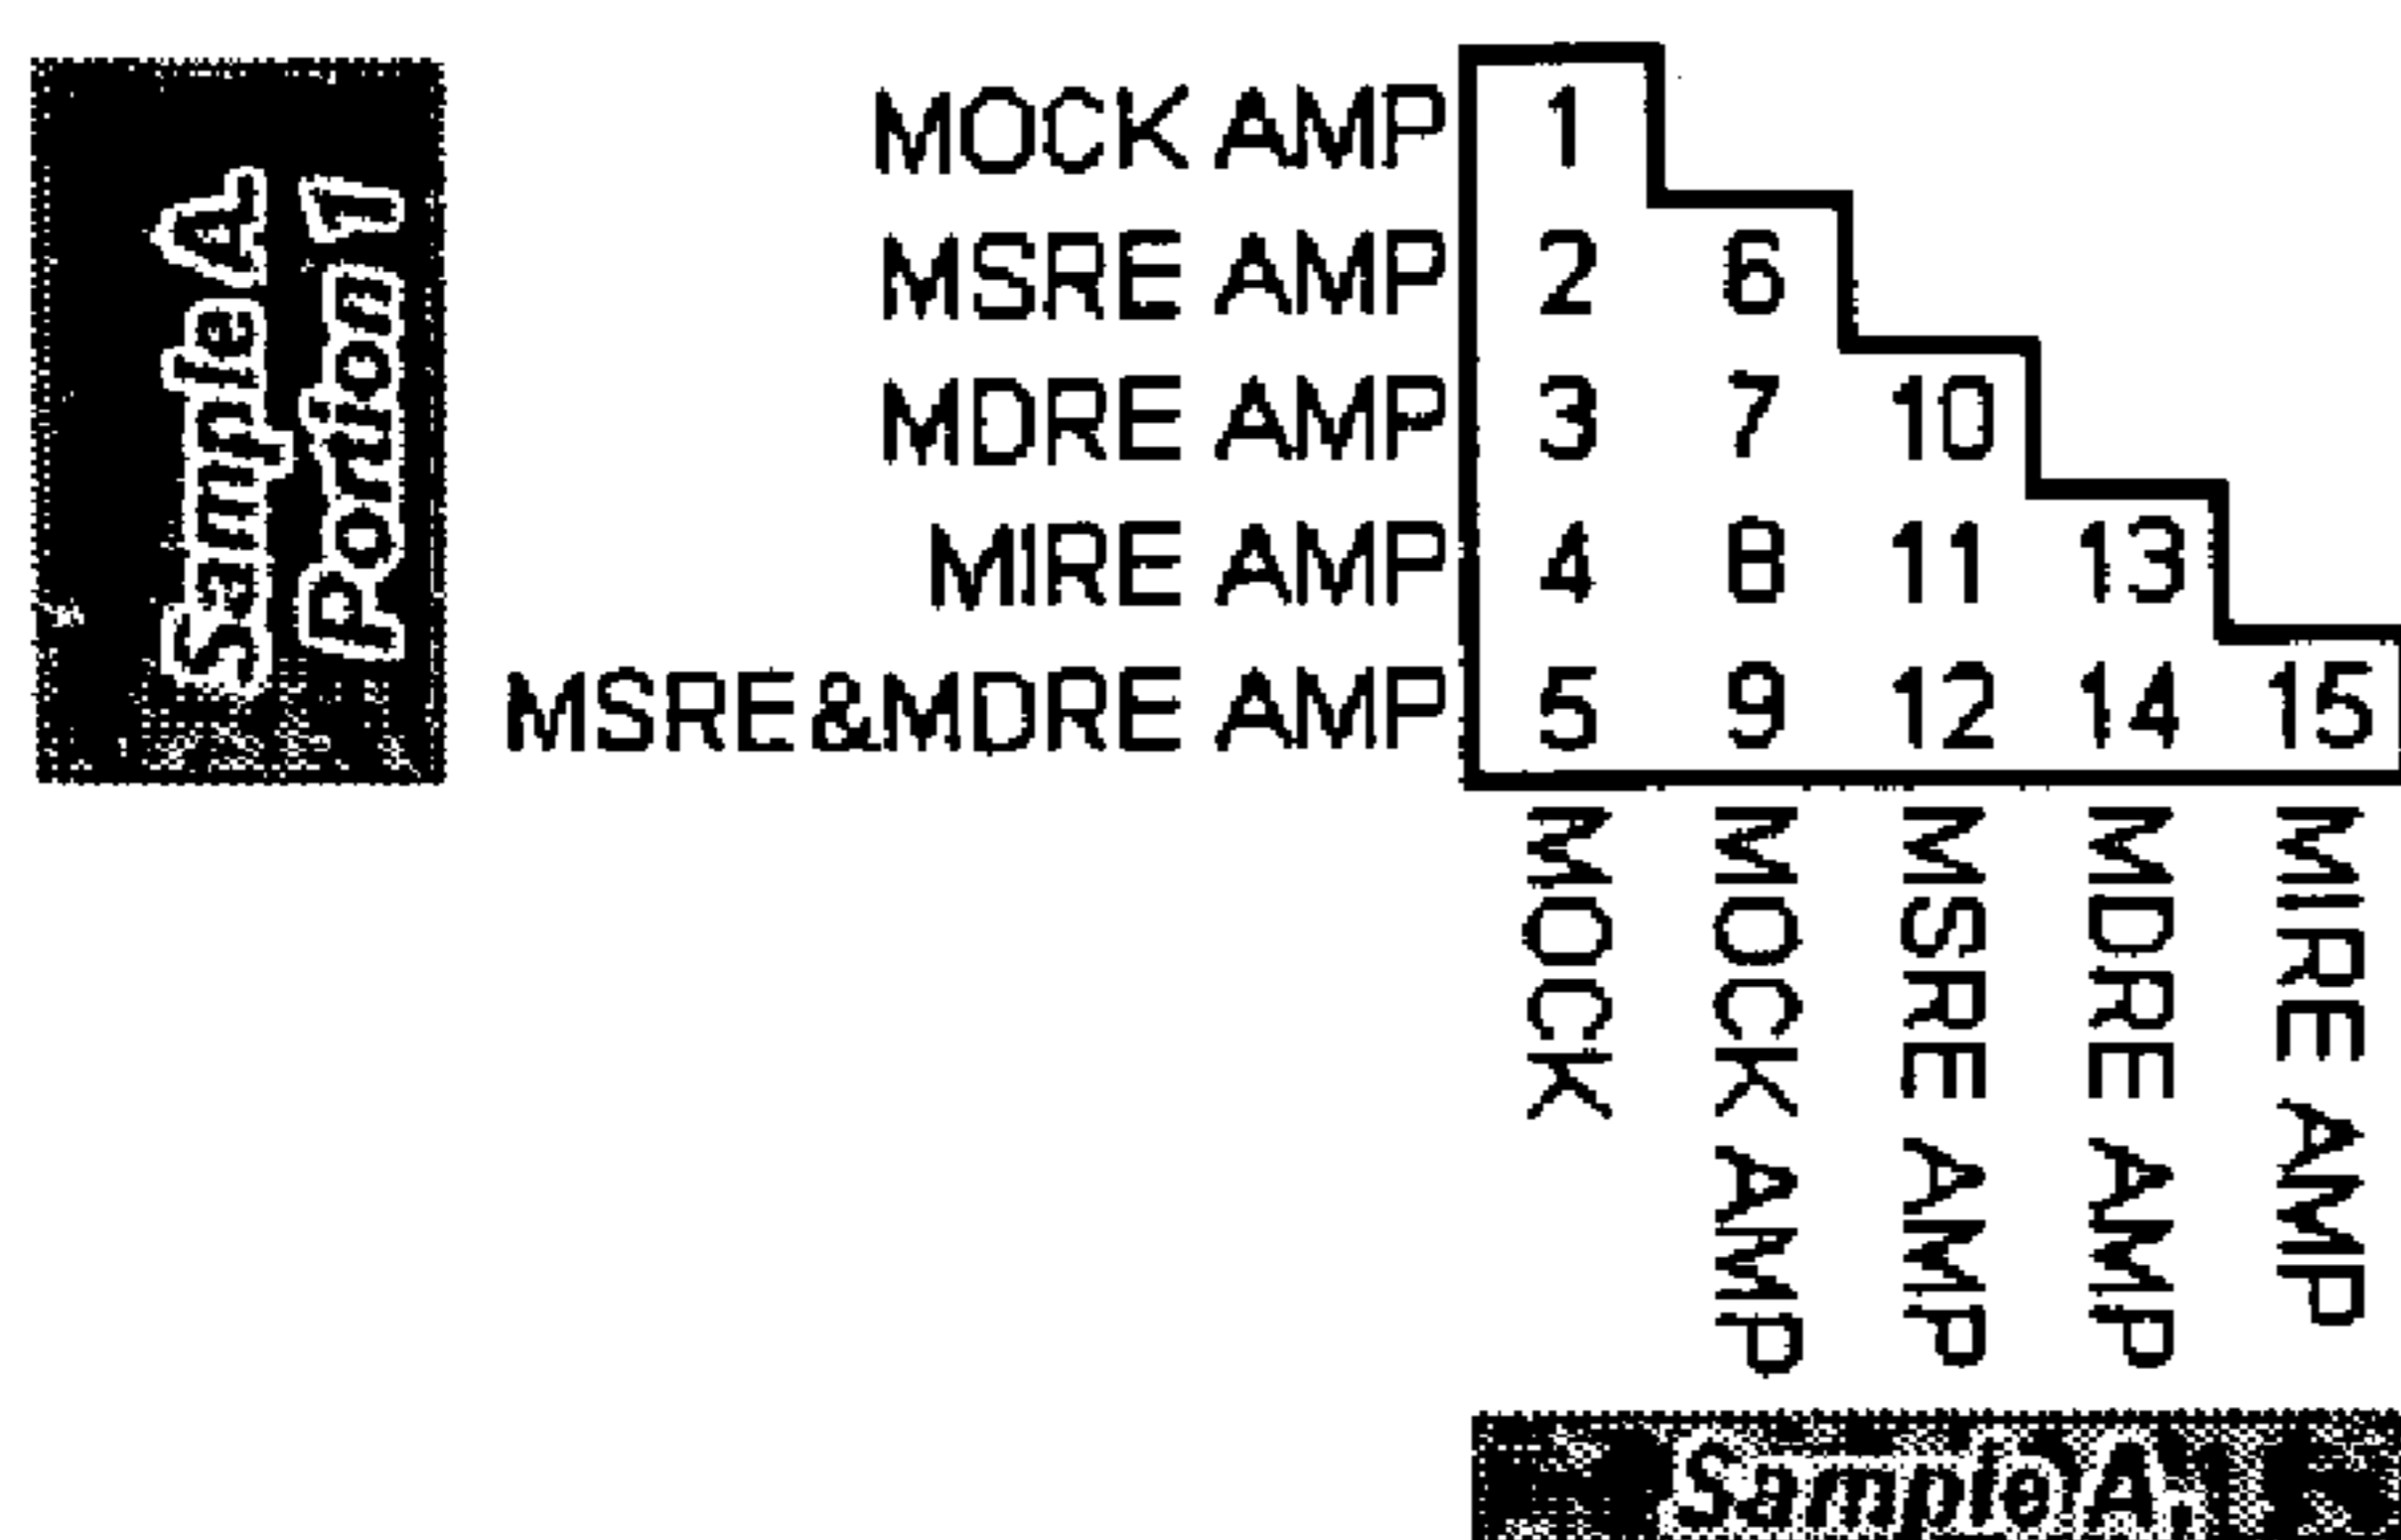 Sample A
Portion 1
MOCK AMP 1
MSRE AMP 2 6
MDRE AMP 3 7 10
MIRE AMP 4 8 11 13
MSRE&MDRE AMP 5 9 12 14 15
MOCK
MOCK AMP
MSRE AMP
MDRE AMP
MIRE AMP
Sample A,